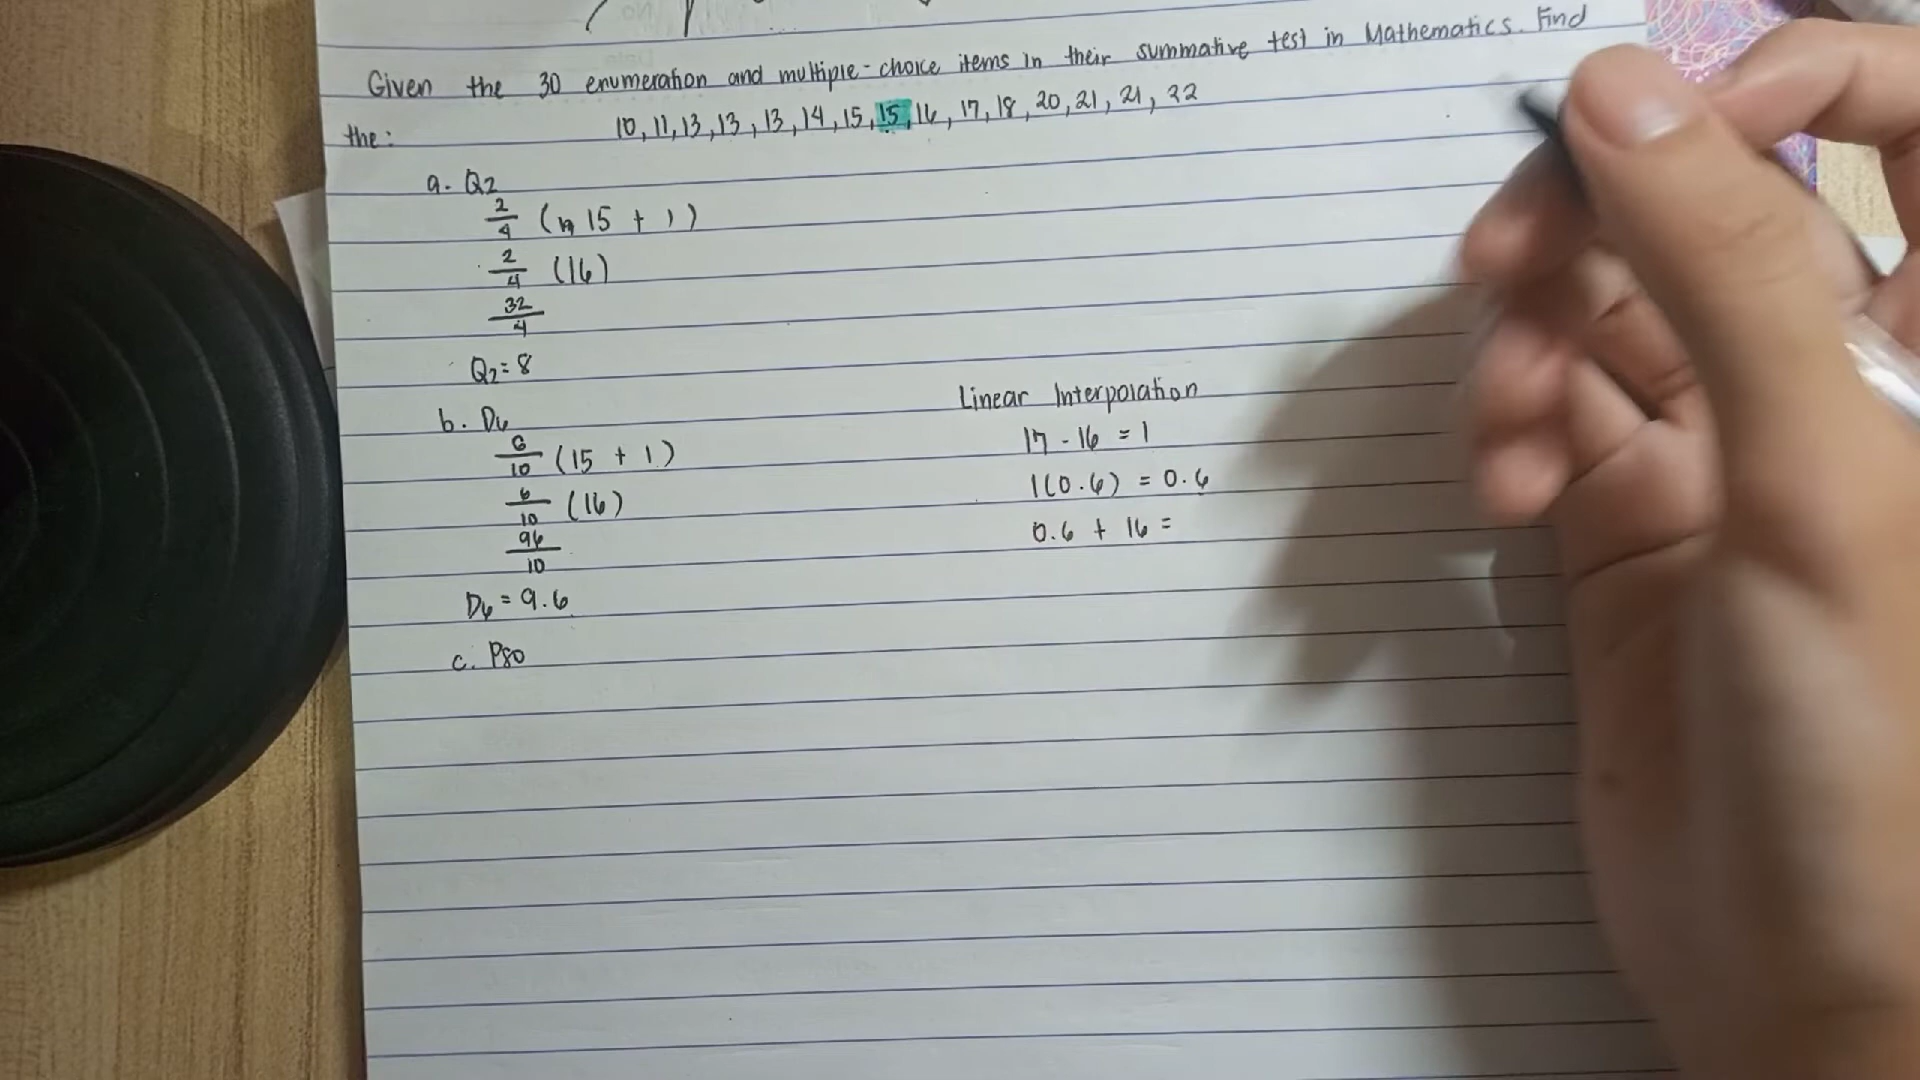 Given the 30 enumeration and multiple-choice items in their summative test in Mathematics. Find
the: 10, 11, 13, 13, 13, 14, 15, 15, 16, 17, 18, 20, 21, 21, 22
a. Q2
2/4 (15 + 1)
2/4 (16)
32/4
Q2 = 8
b. D6
6/10 (15 + 1)
6/10 (16)
96/10
D6 = 9.6
c. P80
Linear Interpolation
17 - 16 = 1
1(0.6) = 0.6
0.6 + 16 =